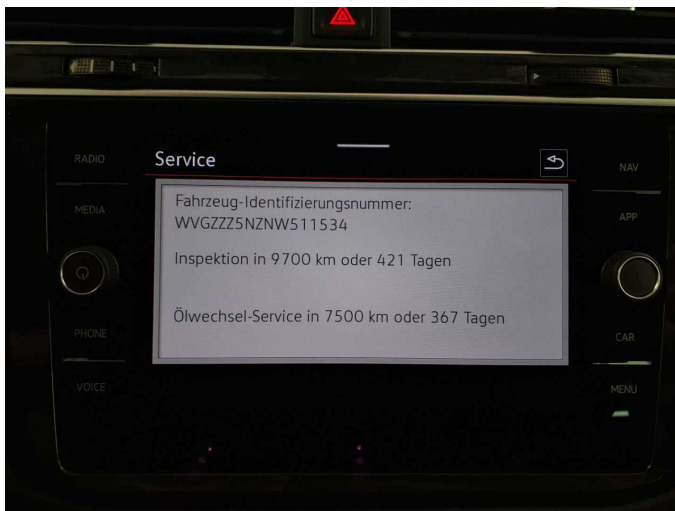 RADIO
MEDIA
PHONE
VOICE
Service
Fahrzeug-Identifizierungsnummer:
WVGZZZ5NZNW511534
Inspektion in 9700 km oder 421 Tagen
Ölwechsel-Service in 7500 km oder 367 Tagen
NAV
APP
CAR
MENU